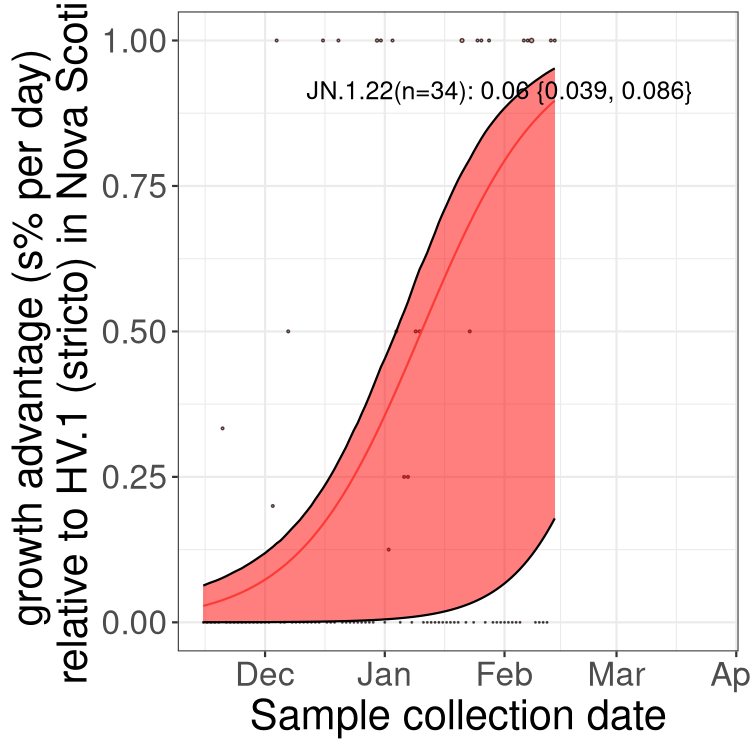 growth advantage (s% per day)
relative to HV.1 (stricto) in Nova Scoti
1.00
0.75
0.50
0.25
0.00
JN.1.22(n=34): 0.06 {0.039, 0.086}
Dec Jan Feb Mar Ap
Sample collection date